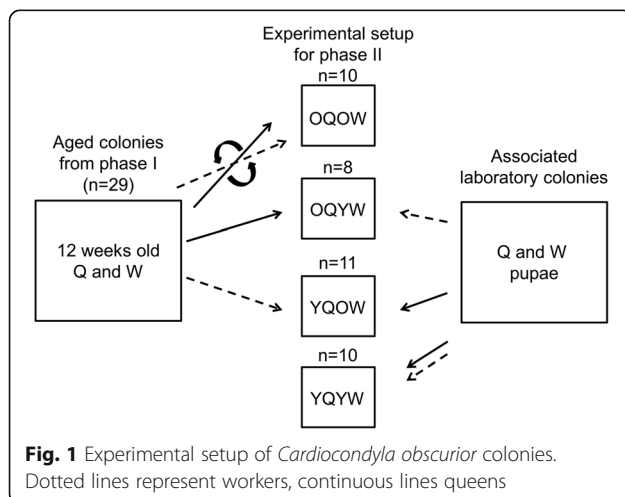 Experimental setup
for phase II
n=10
OQOW
Aged colonies
from phase I
(n=29)
12 weeks old
Q and W
n=8
OQYW
n=11
YQOW
n=10
YQYW
Associated
laboratory colonies
Q and W
pupae
Fig. 1 Experimental setup of Cardiocondyla obscurior colonies.
Dotted lines represent workers, continuous lines queens